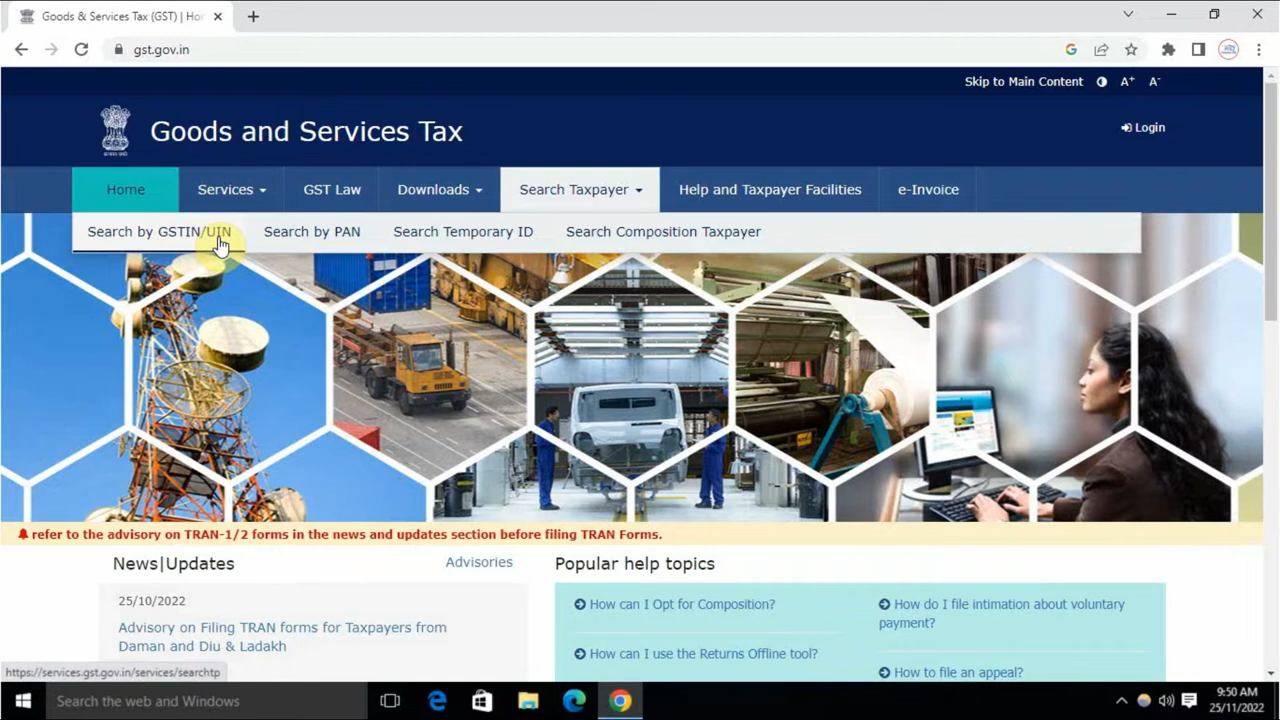 Goods & Services Tax (GST) | Ho
gst.gov.in
Skip to Main Content A+ A-
Goods and Services Tax
Login
Home Services GST Law Downloads Search Taxpayer Help and Taxpayer Facilities e-Invoice
Search by GSTIN/UIN Search by PAN Search Temporary ID Search Composition Taxpayer
refer to the advisory on TRAN-1/2 forms in the news and updates section before filing TRAN Forms.
News|Updates
Advisories
25/10/2022
Advisory on Filing TRAN forms for Taxpayers from
Daman and Diu & Ladakh
Popular help topics
How can I Opt for Composition?
How can I use the Returns Offline tool?
How do I file intimation about voluntary
payment?
How to file an appeal?
https://services.gst.gov.in/services/searchtp
Search the web and Windows
9:50 AM
25/11/2022